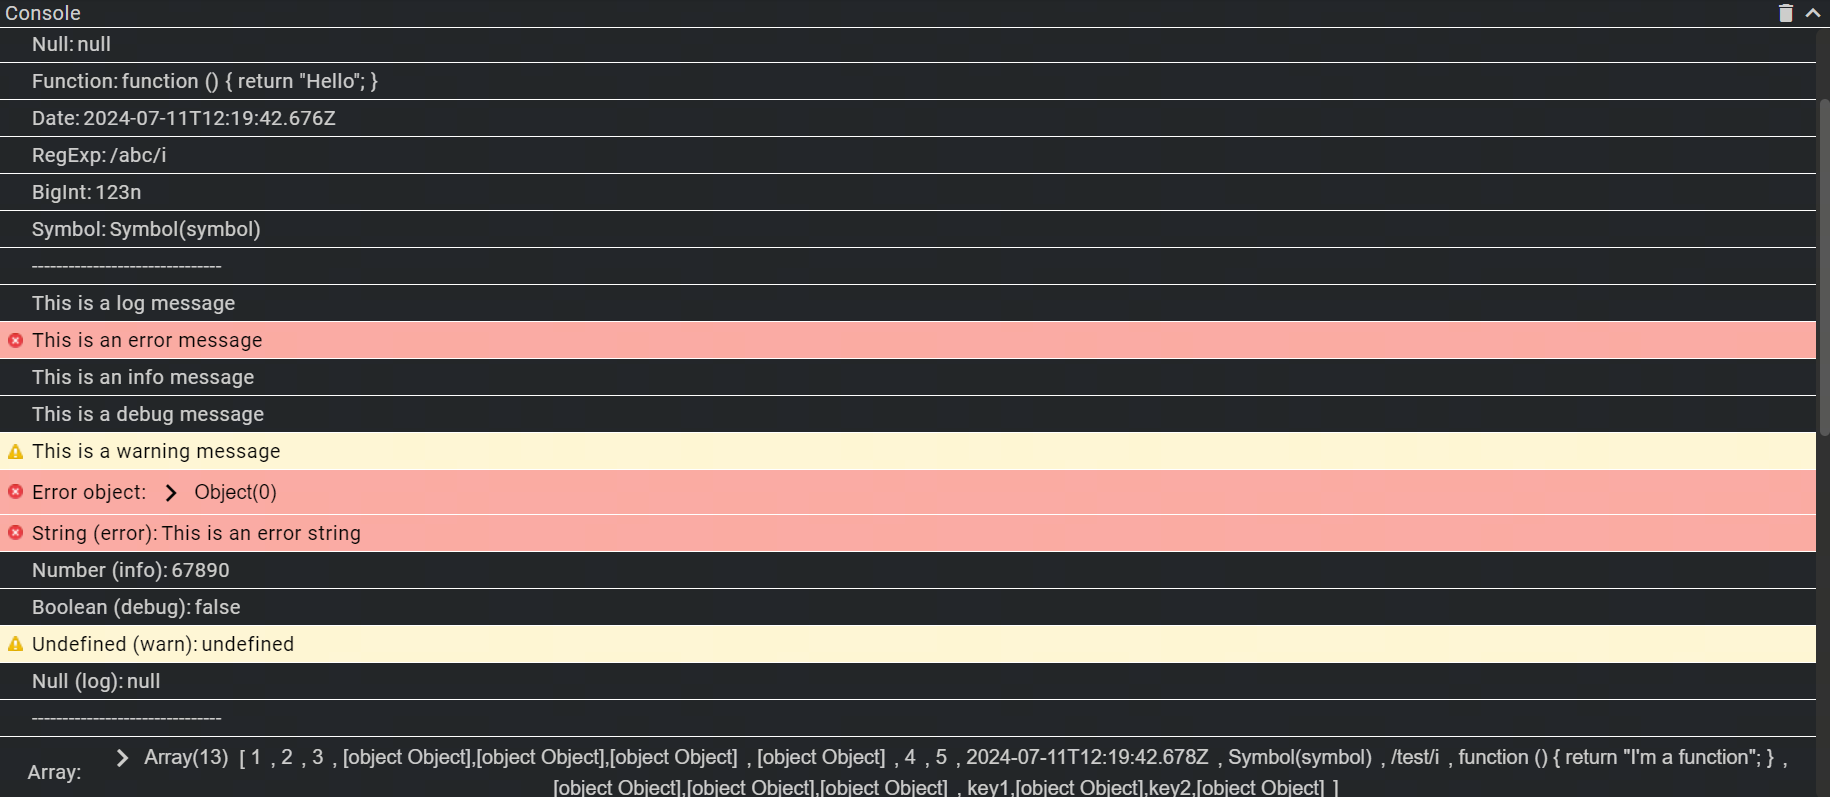 Console
Null: null
Function: function () { return "Hello"; }
Date: 2024-07-11T12:19:42.676Z
RegExp: /abc/i
BigInt: 123n
Symbol: Symbol(symbol)
-------------------------------
This is a log message
This is an error message
This is an info message
This is a debug message
This is a warning message
Error object: Object(0)
String (error): This is an error string
Number (info): 67890
Boolean (debug): false
Undefined (warn): undefined
Null (log): null
-------------------------------
Array: Array(13) [ 1 , 2 , 3 , [object Object],[object Object],[object Object] , [object Object] , 4 , 5 , 2024-07-11T12:19:42.678Z , Symbol(symbol) , /test/i , function () { return "I'm a function"; } ,
[object Object],[object Object],[object Object] , key1,[object Object],key2,[object Object] ]